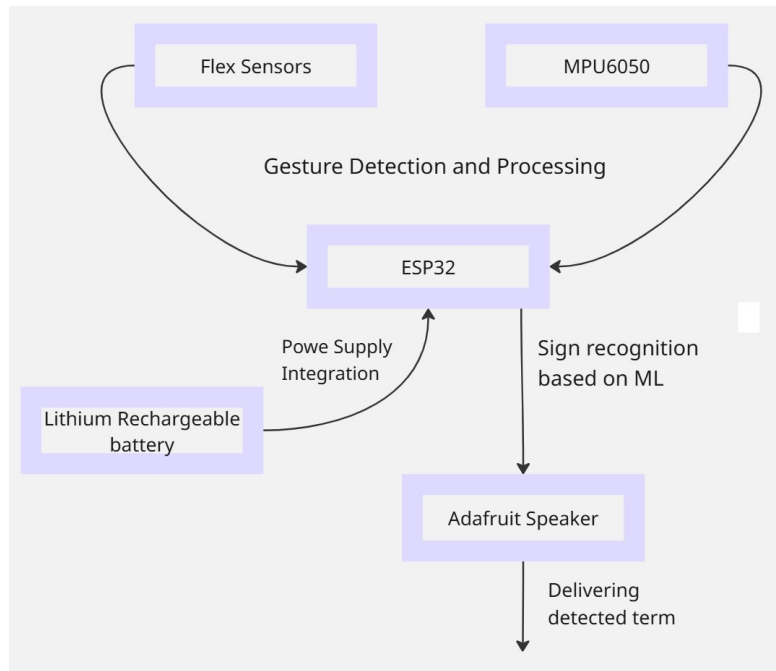 Flex Sensors
MPU6050
Gesture Detection and Processing
ESP32
Powe Supply
Integration
Sign recognition
based on ML
Lithium Rechargeable
battery
Adafruit Speaker
Delivering
detected term